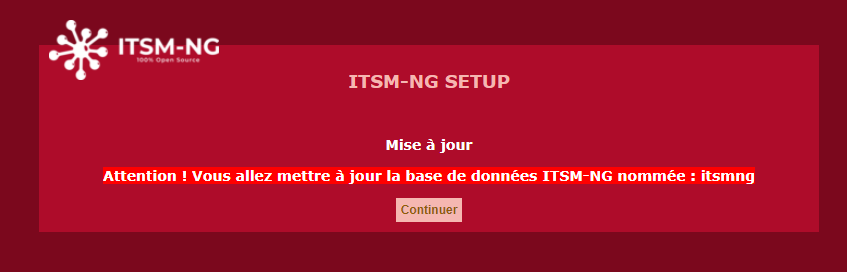 ITSM-NG
100% Open Source
ITSM-NG SETUP
Mise à jour
Attention ! Vous allez mettre à jour la base de données ITSM-NG nommée : itsmng
Continuer